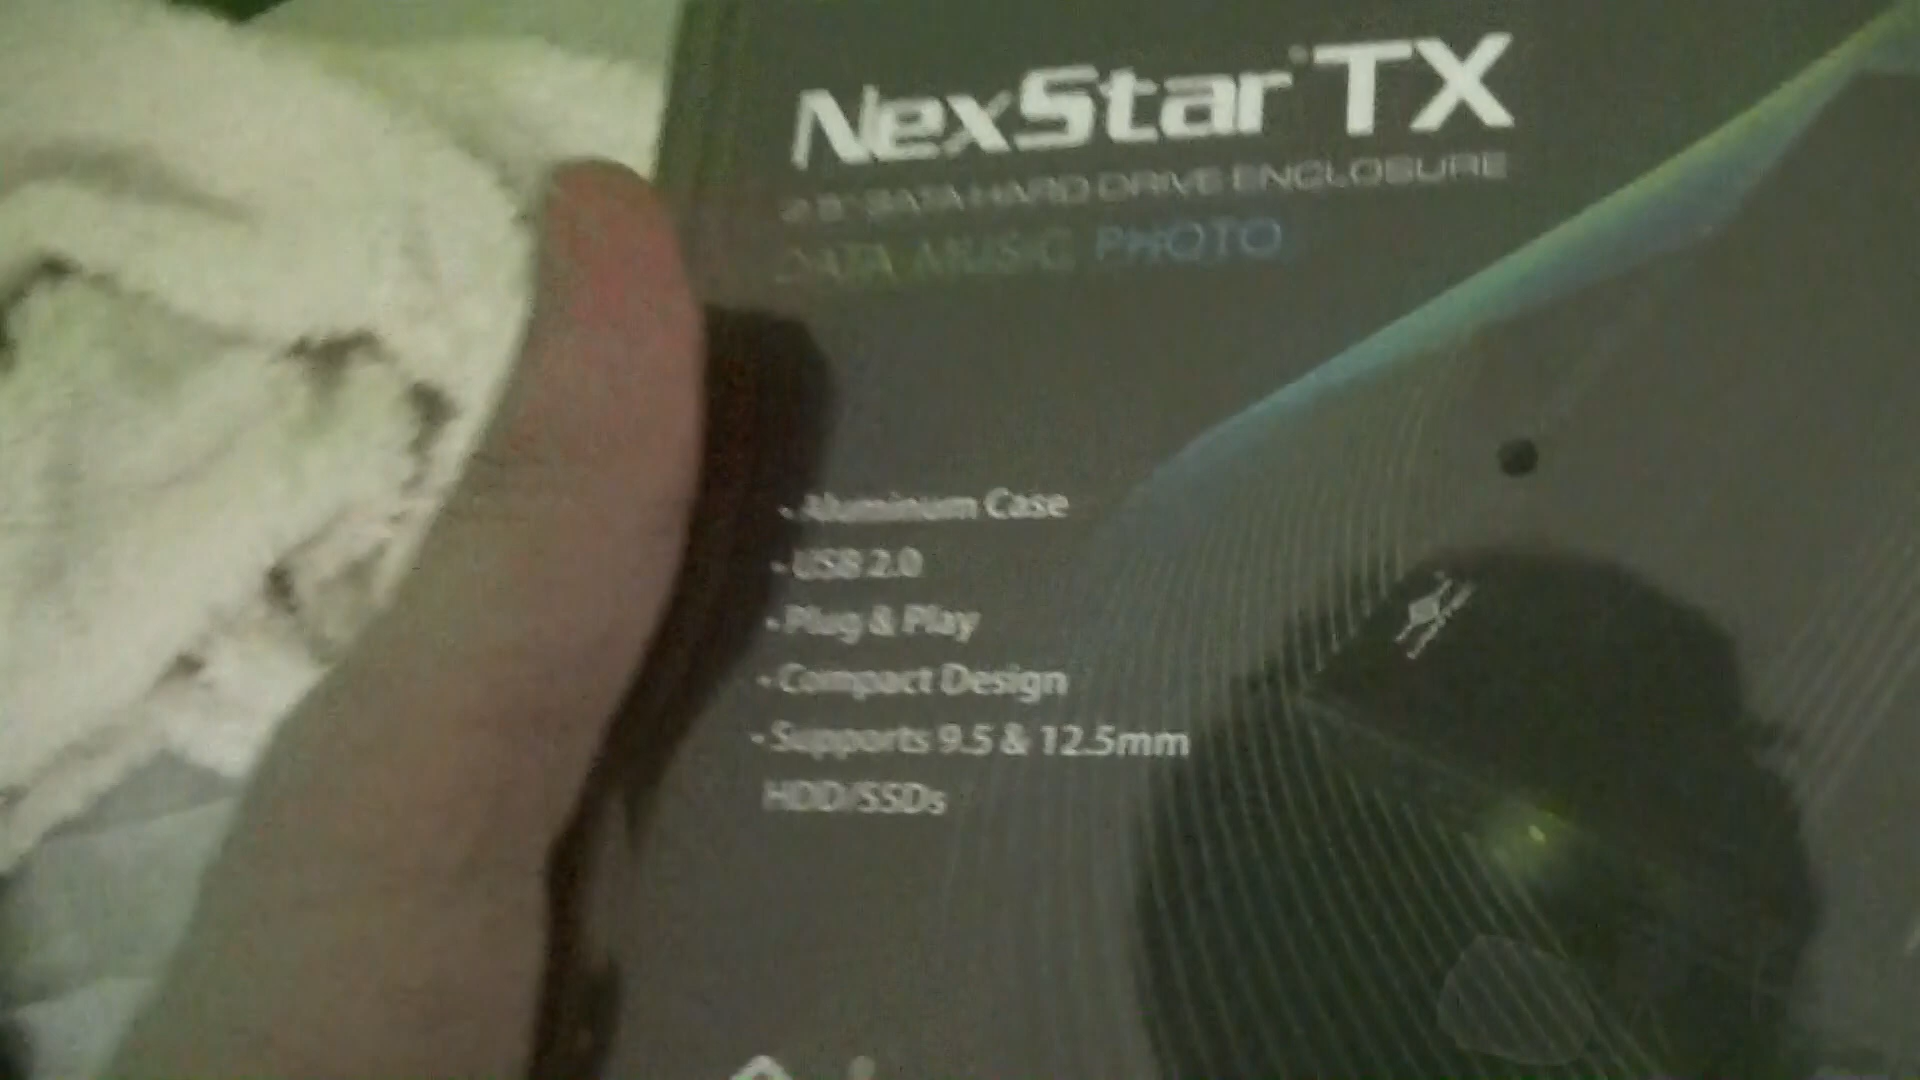 NexStar TX
2.5" SATA HARD DRIVE ENCLOSURE
DATA MUSIC PHOTO
• Aluminum Case
• USB 2.0
• Plug & Play
• Compact Design
• Supports 9.5 & 12.5mm
HDD/SSDs